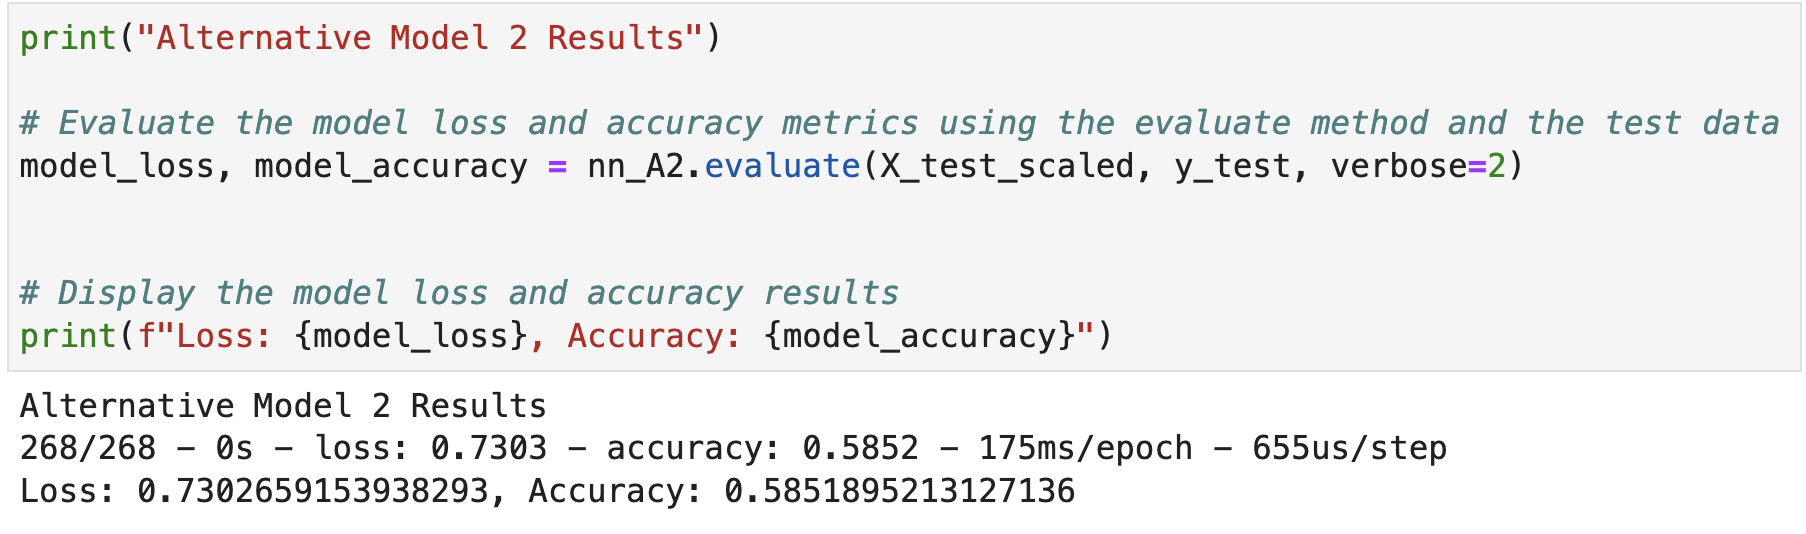 print("Alternative Model 2 Results")
# Evaluate the model loss and accuracy metrics using the evaluate method and the test data
model_loss, model_accuracy = nn_A2.evaluate(X_test_scaled, y_test, verbose=2)
# Display the model loss and accuracy results
print(f"Loss: {model_loss}, Accuracy: {model_accuracy}")
Alternative Model 2 Results
268/268 - 0s - loss: 0.7303 - accuracy: 0.5852 - 175ms/epoch - 655us/step
Loss: 0.7302659153938293, Accuracy: 0.5851895213127136